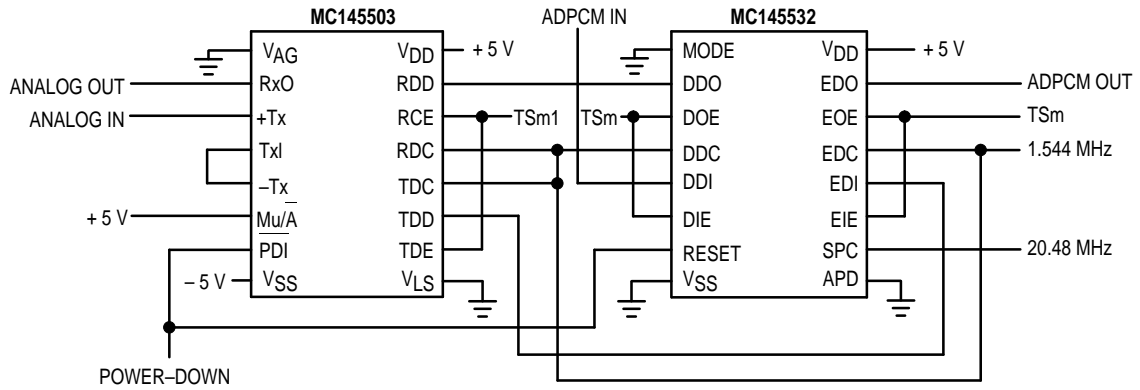 MC145503
ADPCM IN
MC145532
VAG
VDD
+ 5 V
MODE
VDD
+ 5 V
ANALOG OUT
RxO
RDD
DDO
EDO
ADPCM OUT
ANALOG IN
+Tx
RCE
TSm1
TSm
DOE
EOE
TSm
TxI
RDC
DDC
EDC
1.544 MHz
–Tx
TDC
DDI
EDI
+ 5 V
Mu/A
TDD
DIE
EIE
PDI
TDE
RESET
SPC
20.48 MHz
– 5 V
VSS
VLS
VSS
APD
POWER–DOWN